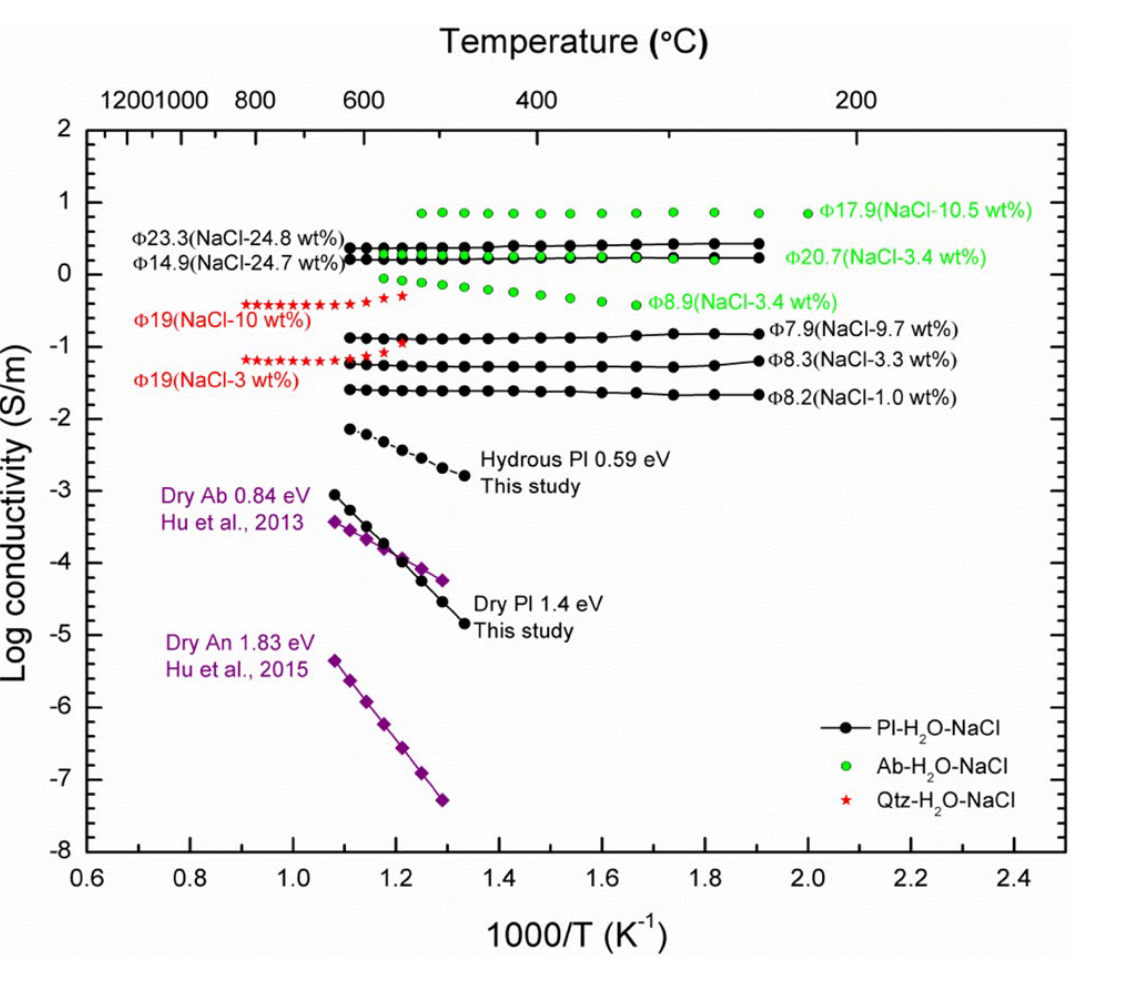 Temperature (°C)
1200 1000 800 600 400 200
2
1
0
-1
-2
-3
-4
-5
-6
-7
-8
Log conductivity (S/m)
Φ17.9(NaCl-10.5 wt%)
Φ23.3(NaCl-24.8 wt%)
Φ14.9(NaCl-24.7 wt%)
Φ20.7(NaCl-3.4 wt%)
Φ8.9(NaCl-3.4 wt%)
Φ19(NaCl-10 wt%)
Φ7.9(NaCl-9.7 wt%)
Φ8.3(NaCl-3.3 wt%)
Φ19(NaCl-3 wt%)
Φ8.2(NaCl-1.0 wt%)
Hydrous Pl 0.59 eV
This study
Dry Ab 0.84 eV
Hu et al., 2013
Dry Pl 1.4 eV
This study
Dry An 1.83 eV
Hu et al., 2015
Pl-H₂O-NaCl
Ab-H₂O-NaCl
Qtz-H₂O-NaCl
0.6 0.8 1.0 1.2 1.4 1.6 1.8 2.0 2.2 2.4
1000/T (K⁻¹)